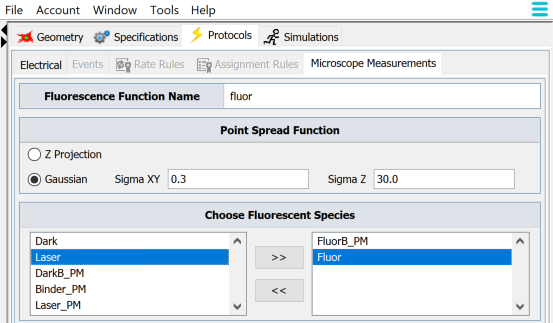 File Account Window Tools Help
Geometry Specifications Protocols Simulations
Electrical Events Rate Rules Assignment Rules Microscope Measurements
Fluorescence Function Name fluor
Point Spread Function
Z Projection
Gaussian Sigma XY 0.3 Sigma Z 30.0
Choose Fluorescent Species
Dark FluorB_PM
Laser >> Fluor
DarkB_PM
Binder_PM <<
Laser_PM